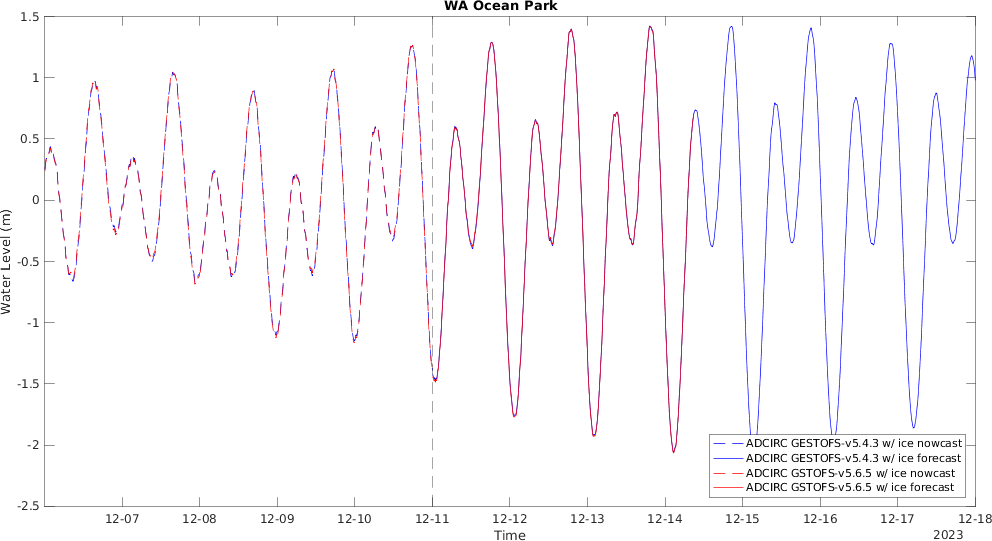 WA Ocean Park
1.5
1
0.5
0
-0.5
-1
-1.5
-2
-2.5
Water Level (m)
12-07 12-08 12-09 12-10 12-11 12-12 12-13 12-14 12-15 12-16 12-17 12-18
Time
2023
ADCIRC GESTOFS-v5.4.3 w/ ice nowcast
ADCIRC GESTOFS-v5.4.3 w/ ice forecast
ADCIRC GSTOFS-v5.6.5 w/ ice nowcast
ADCIRC GSTOFS-v5.6.5 w/ ice forecast